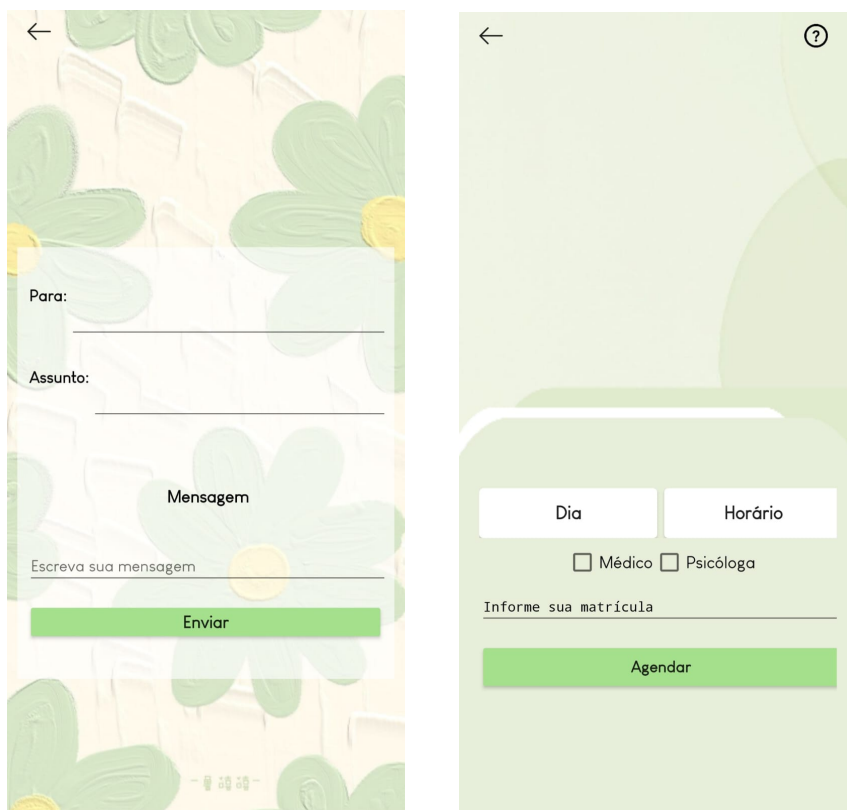 Para:
Assunto:
Mensagem
Escreva sua mensagem
Enviar
?
Dia
Horário
Médico
Psicóloga
Informe sua matrícula
Agendar